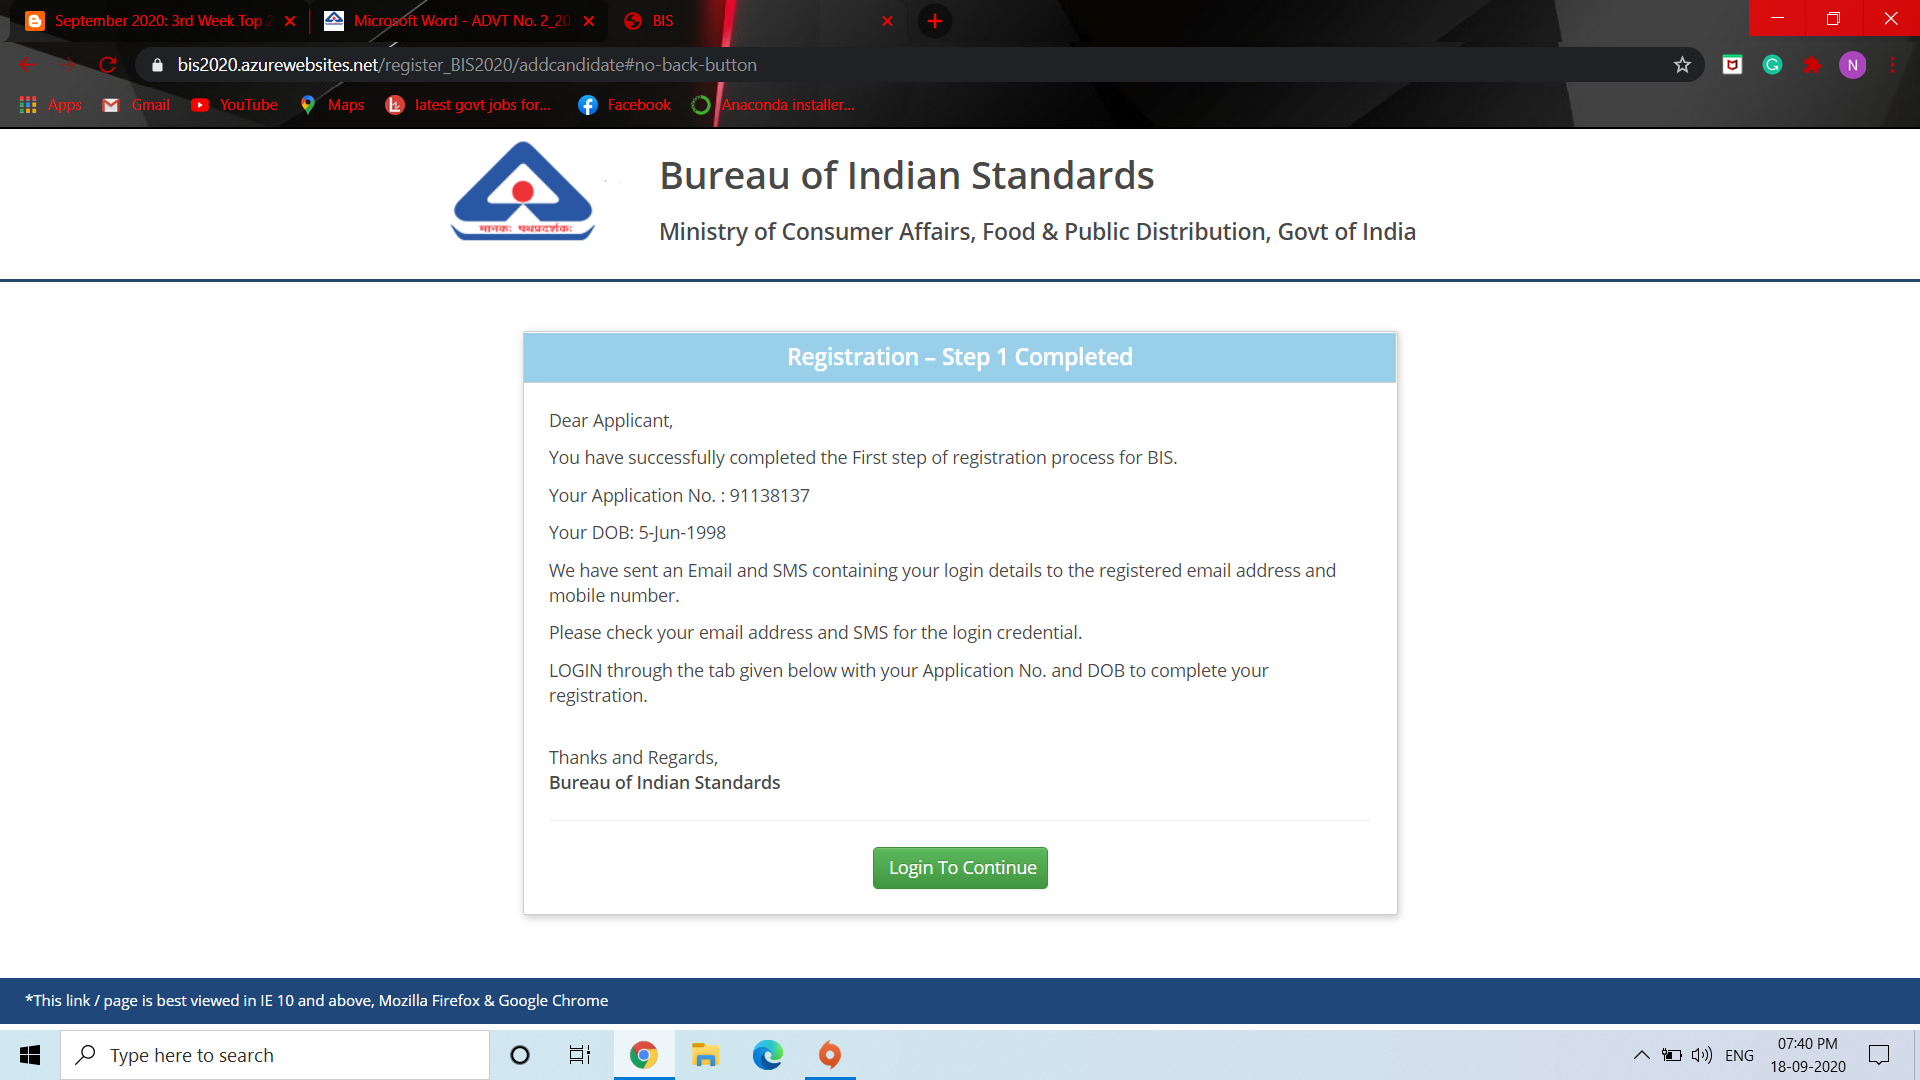 September 2020: 3rd Week Top 2
Microsoft Word - ADVT No. 2_20
BIS
bis2020.azurewebsites.net/register_BIS2020/addcandidate#no-back-button
N
Apps
Gmail
YouTube
Maps
latest govt jobs for...
Facebook
Anaconda installer...
मानकः पथप्रदर्शकः
Bureau of Indian Standards
Ministry of Consumer Affairs, Food & Public Distribution, Govt of India
Registration – Step 1 Completed
Dear Applicant,
You have successfully completed the First step of registration process for BIS.
Your Application No. : 91138137
Your DOB: 5-Jun-1998
We have sent an Email and SMS containing your login details to the registered email address and
mobile number.
Please check your email address and SMS for the login credential.
LOGIN through the tab given below with your Application No. and DOB to complete your
registration.
Thanks and Regards,
Bureau of Indian Standards
Login To Continue
*This link / page is best viewed in IE 10 and above, Mozilla Firefox & Google Chrome
Type here to search
ENG
07:40 PM
18-09-2020